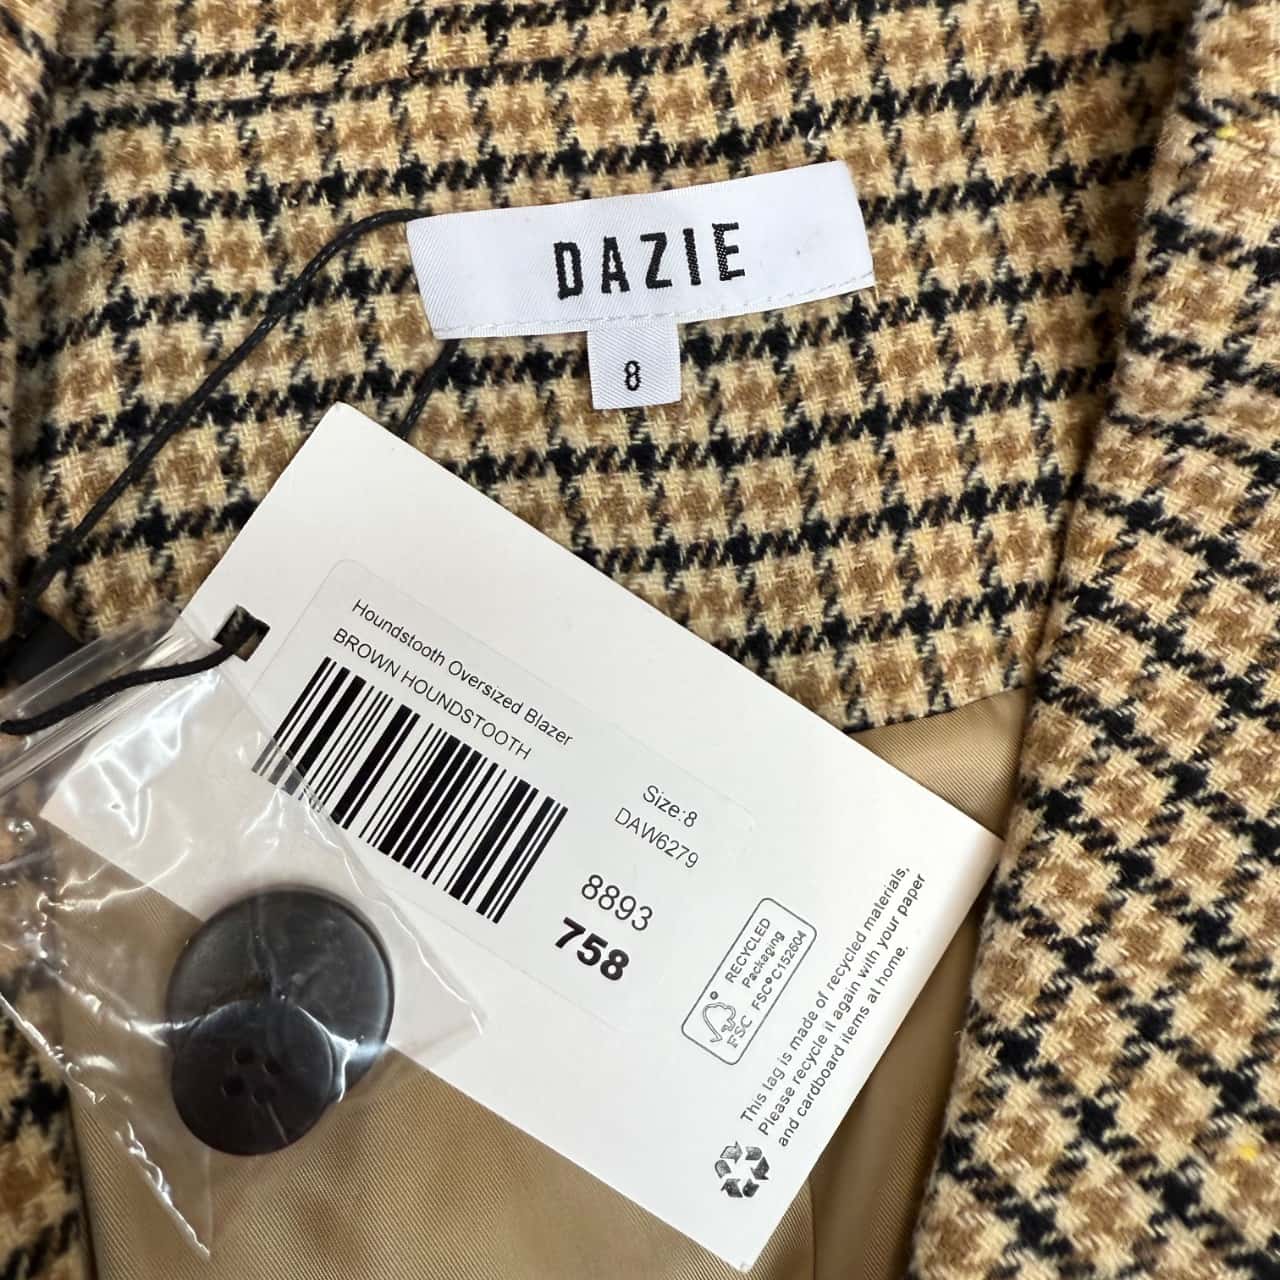 DAZIE
8
Houndstooth Oversized Blazer
BROWN HOUNDSTOOTH
Size:8
DAW6279
8893
758
RECYCLED
Packaging
FSC® C152604
FSC
This tag is made of recycled materials,
Please recycle it again with your paper
and cardboard items at home.